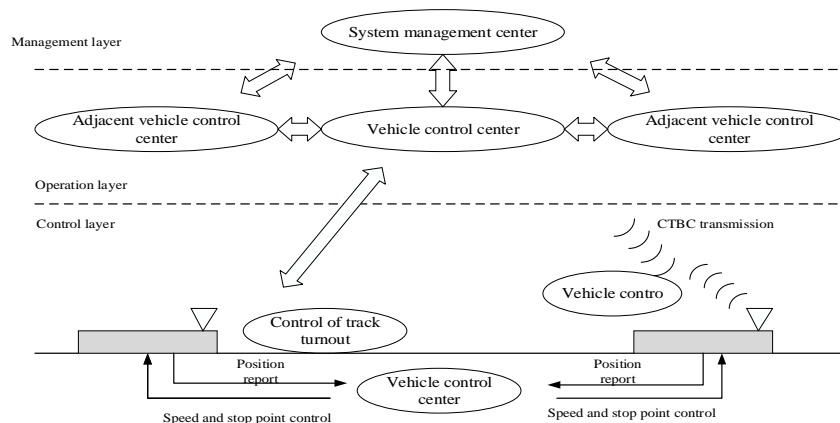 System management center
Management layer
Adjacent vehicle control
center
Vehicle control center
Adjacent vehicle control
center
Operation layer
Control layer
CTBC transmission
Vehicle contro
Control of track
turnout
Position
report
Vehicle control
center
Position
report
Speed and stop point control
Speed and stop point control